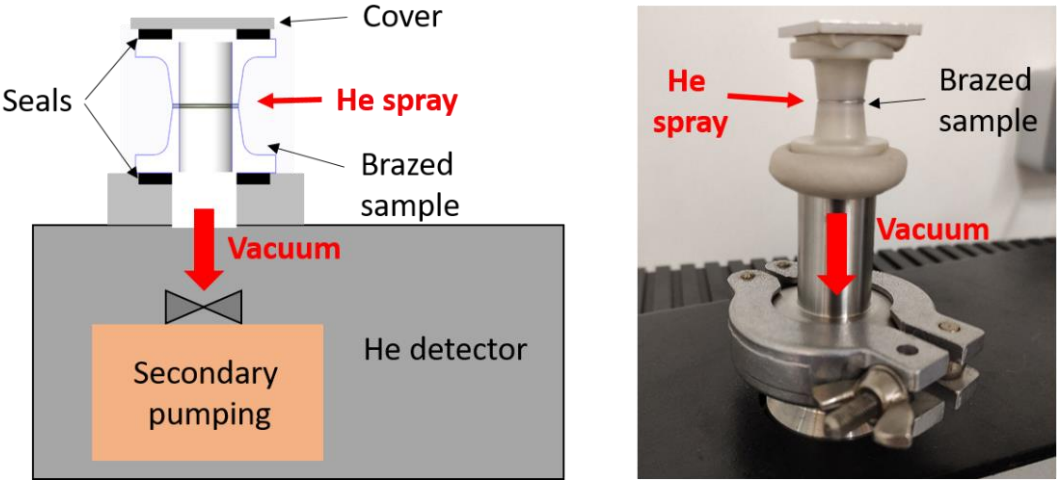 Cover
Seals
He spray
Brazed
sample
Vacuum
He detector
Secondary
pumping
He
spray
Brazed
sample
Vacuum